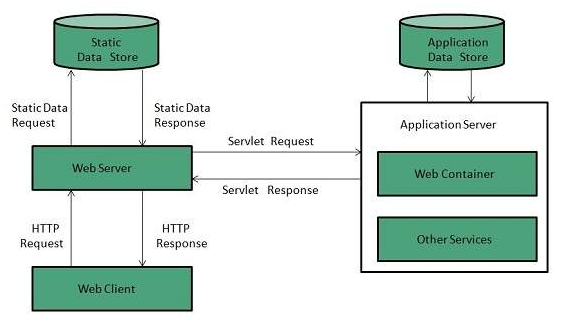 Static
Data Store
Application
Data Store
Static Data
Request
Static Data
Response
Application Server
Servlet Request
Web Server
Web Container
Servlet Response
HTTP
Request
HTTP
Response
Other Services
Web Client